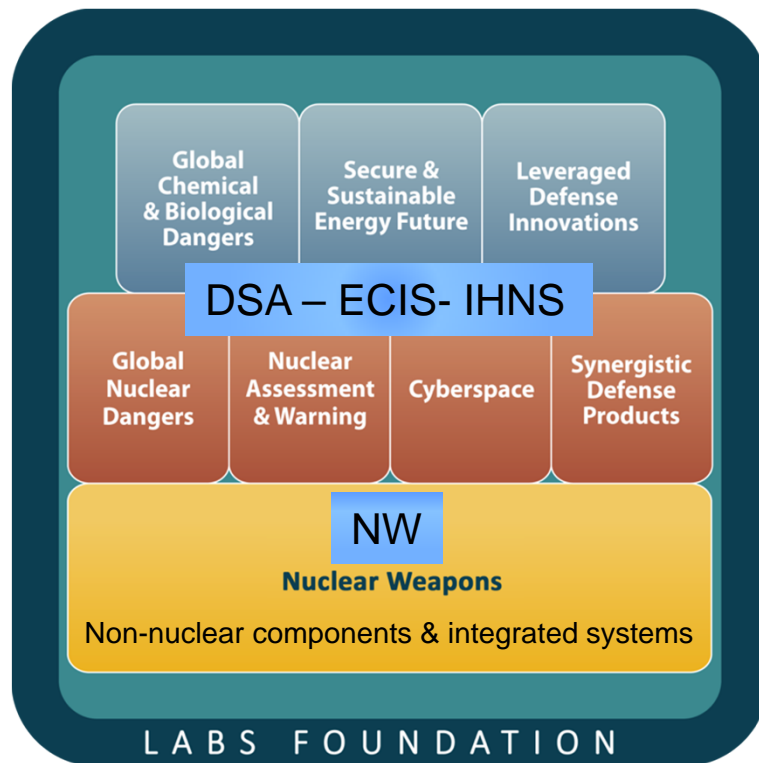 Global
Chemical
& Biological
Dangers
Secure &
Sustainable
Energy Future
Leveraged
Defense
Innovations
DSA – ECIS- IHNS
Global
Nuclear
Dangers
Nuclear
Assessment
& Warning
Cyberspace
Synergistic
Defense
Products
NW
Nuclear Weapons
Non-nuclear components & integrated systems
LABS FOUNDATION